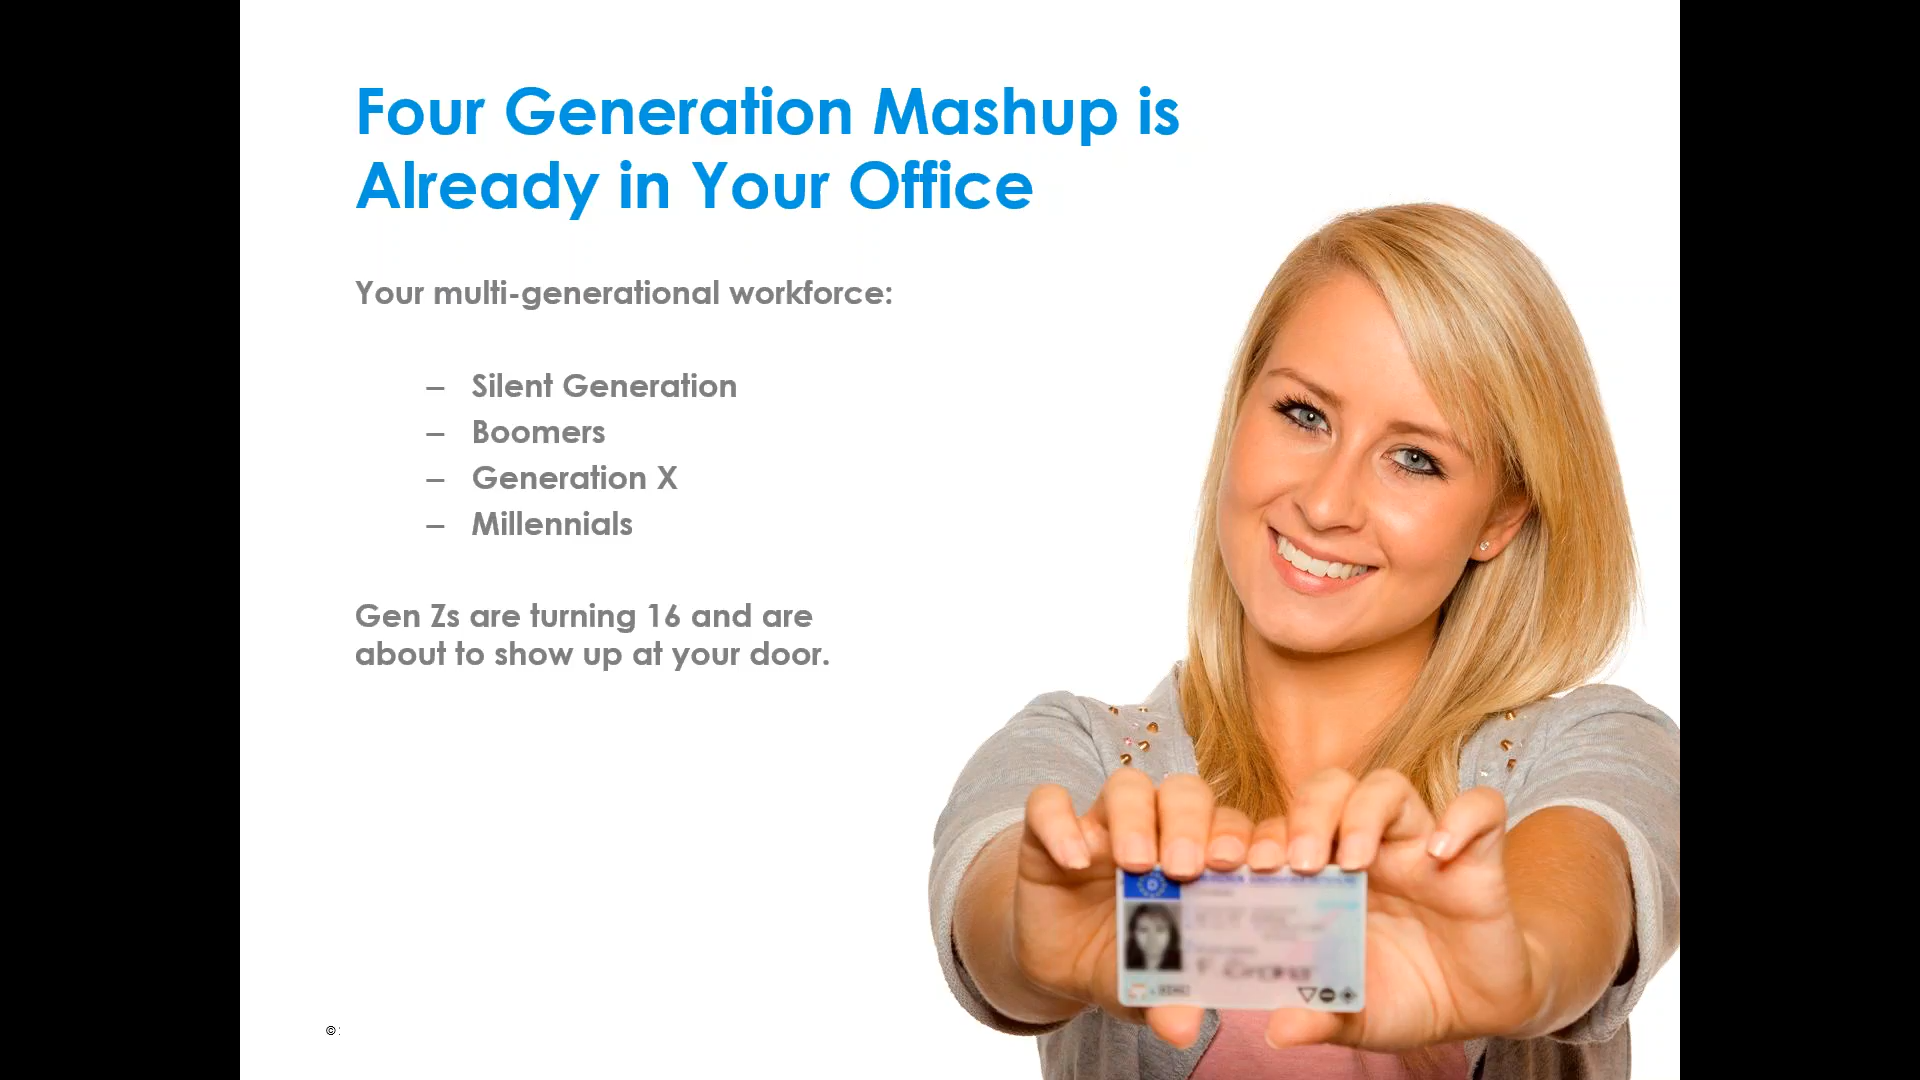 Four Generation Mashup is
Already in Your Office
Your multi-generational workforce:
– Silent Generation
– Boomers
– Generation X
– Millennials
Gen Zs are turning 16 and are
about to show up at your door.
©